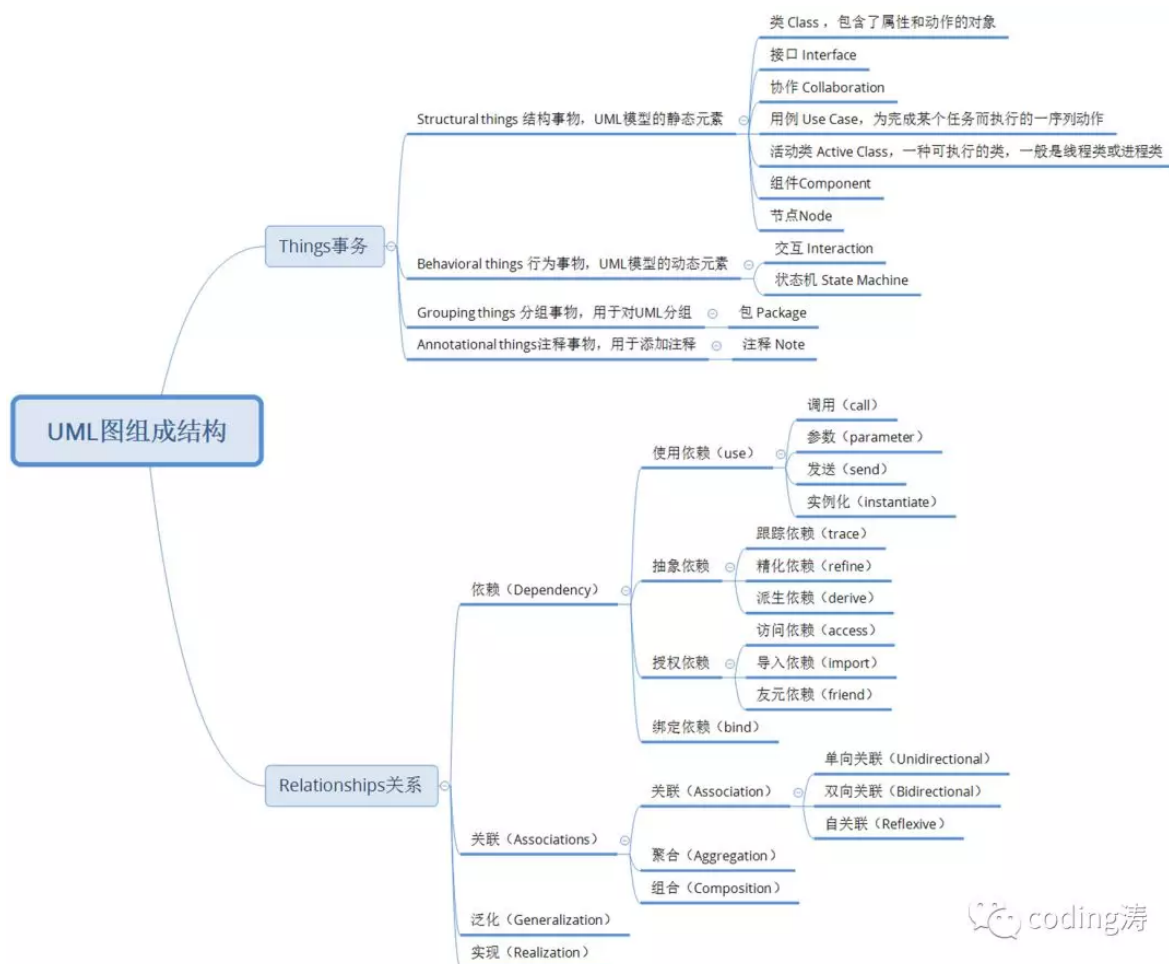 UML图组成结构
Things事务
Structural things 结构事物，UML模型的静态元素
类 Class ，包含了属性和动作的对象
接口 Interface
协作 Collaboration
用例 Use Case，为完成某个任务而执行的一序列动作
活动类 Active Class，一种可执行的类，一般是线程类或进程类
组件Component
节点Node
Behavioral things 行为事物，UML模型的动态元素
交互 Interaction
状态机 State Machine
Grouping things 分组事物，用于对UML分组
包 Package
Annotational things注释事物，用于添加注释
注释 Note
Relationships关系
依赖（Dependency）
使用依赖（use）
调用（call）
参数（parameter）
发送（send）
实例化（instantiate）
抽象依赖
跟踪依赖（trace）
精化依赖（refine）
派生依赖（derive）
授权依赖
访问依赖（access）
导入依赖（import）
友元依赖（friend）
绑定依赖（bind）
关联（Associations）
关联（Association）
单向关联（Unidirectional）
双向关联（Bidirectional）
自关联（Reflexive）
聚合（Aggregation）
组合（Composition）
泛化（Generalization）
实现（Realization）
coding涛